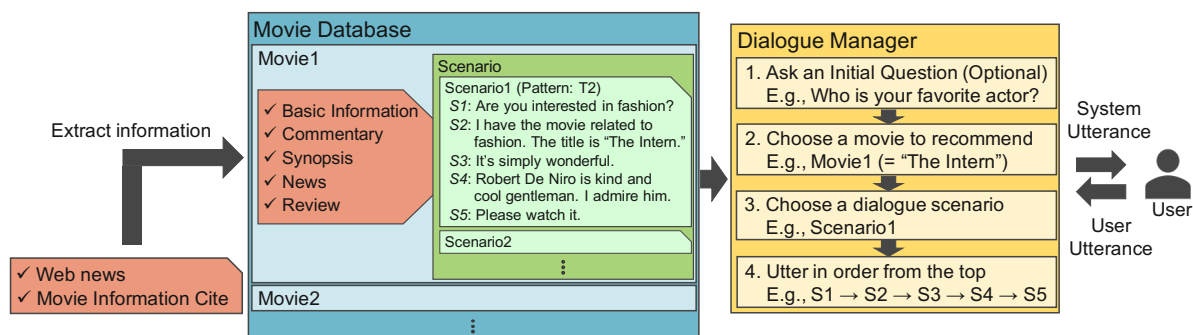 Extract information
✓ Web news
✓ Movie Information Cite
Movie Database
Movie1
✓ Basic Information
✓ Commentary
✓ Synopsis
✓ News
✓ Review
Scenario
Scenario1 (Pattern: T2)
S1: Are you interested in fashion?
S2: I have the movie related to
fashion. The title is “The Intern.”
S3: It's simply wonderful.
S4: Robert De Niro is kind and
cool gentleman. I admire him.
S5: Please watch it.
Scenario2
⋮
Movie2
⋮
Dialogue Manager
1. Ask an Initial Question (Optional)
E.g., Who is your favorite actor?
2. Choose a movie to recommend
E.g., Movie1 (= “The Intern”)
3. Choose a dialogue scenario
E.g., Scenario1
4. Utter in order from the top
E.g., S1 → S2 → S3 → S4 → S5
System
Utterance
User
Utterance
User